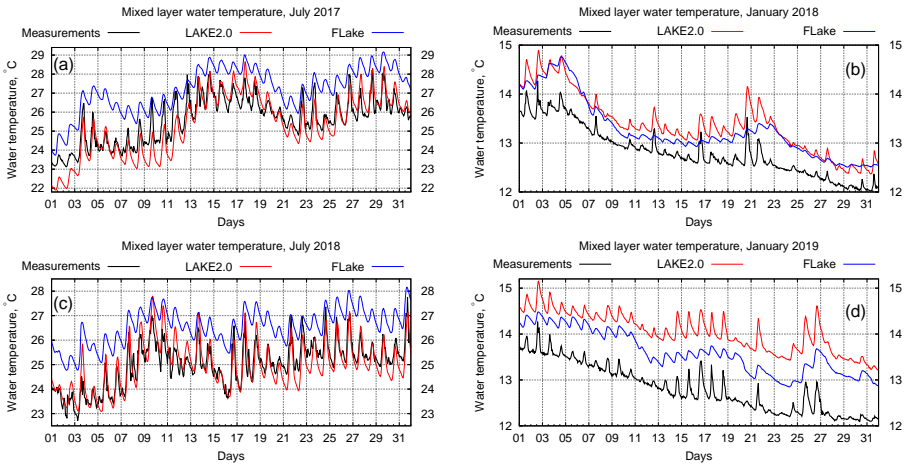 Mixed layer water temperature, July 2017
Measurements LAKE2.0 FLake
(a)
Water temperature, °C
29 28 27 26 25 24 23 22
29 28 27 26 25 24 23 22
01 03 05 07 09 11 13 15 17 19 21 23 25 27 29 31
Days
Mixed layer water temperature, January 2018
Measurements LAKE2.0 FLake
(b)
Water temperature, °C
15 14 13 12
15 14 13 12
01 03 05 07 09 11 13 15 17 19 21 23 25 27 29 31
Days
Mixed layer water temperature, July 2018
Measurements LAKE2.0 FLake
(c)
Water temperature, °C
28 27 26 25 24 23
28 27 26 25 24 23
01 03 05 07 09 11 13 15 17 19 21 23 25 27 29 31
Days
Mixed layer water temperature, January 2019
Measurements LAKE2.0 FLake
(d)
Water temperature, °C
15 14 13 12
15 14 13 12
01 03 05 07 09 11 13 15 17 19 21 23 25 27 29 31
Days